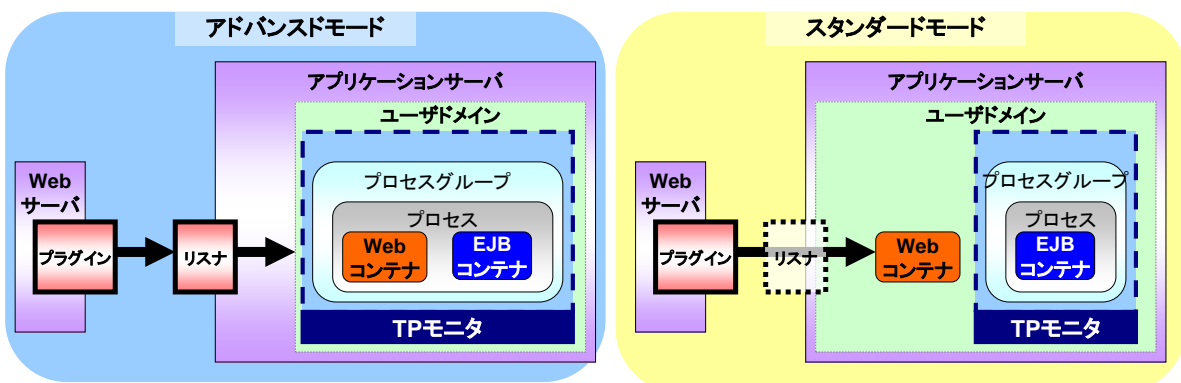 アドバンスドモード
アプリケーションサーバ
ユーザドメイン
Web
サーバ
プロセスグループ
プロセス
プラグイン
リスナ
Web
コンテナ
EJB
コンテナ
TPモニタ
スタンダードモード
アプリケーションサーバ
ユーザドメイン
Web
サーバ
プロセスグループ
プロセス
プラグイン
リスナ
Web
コンテナ
EJB
コンテナ
TPモニタ